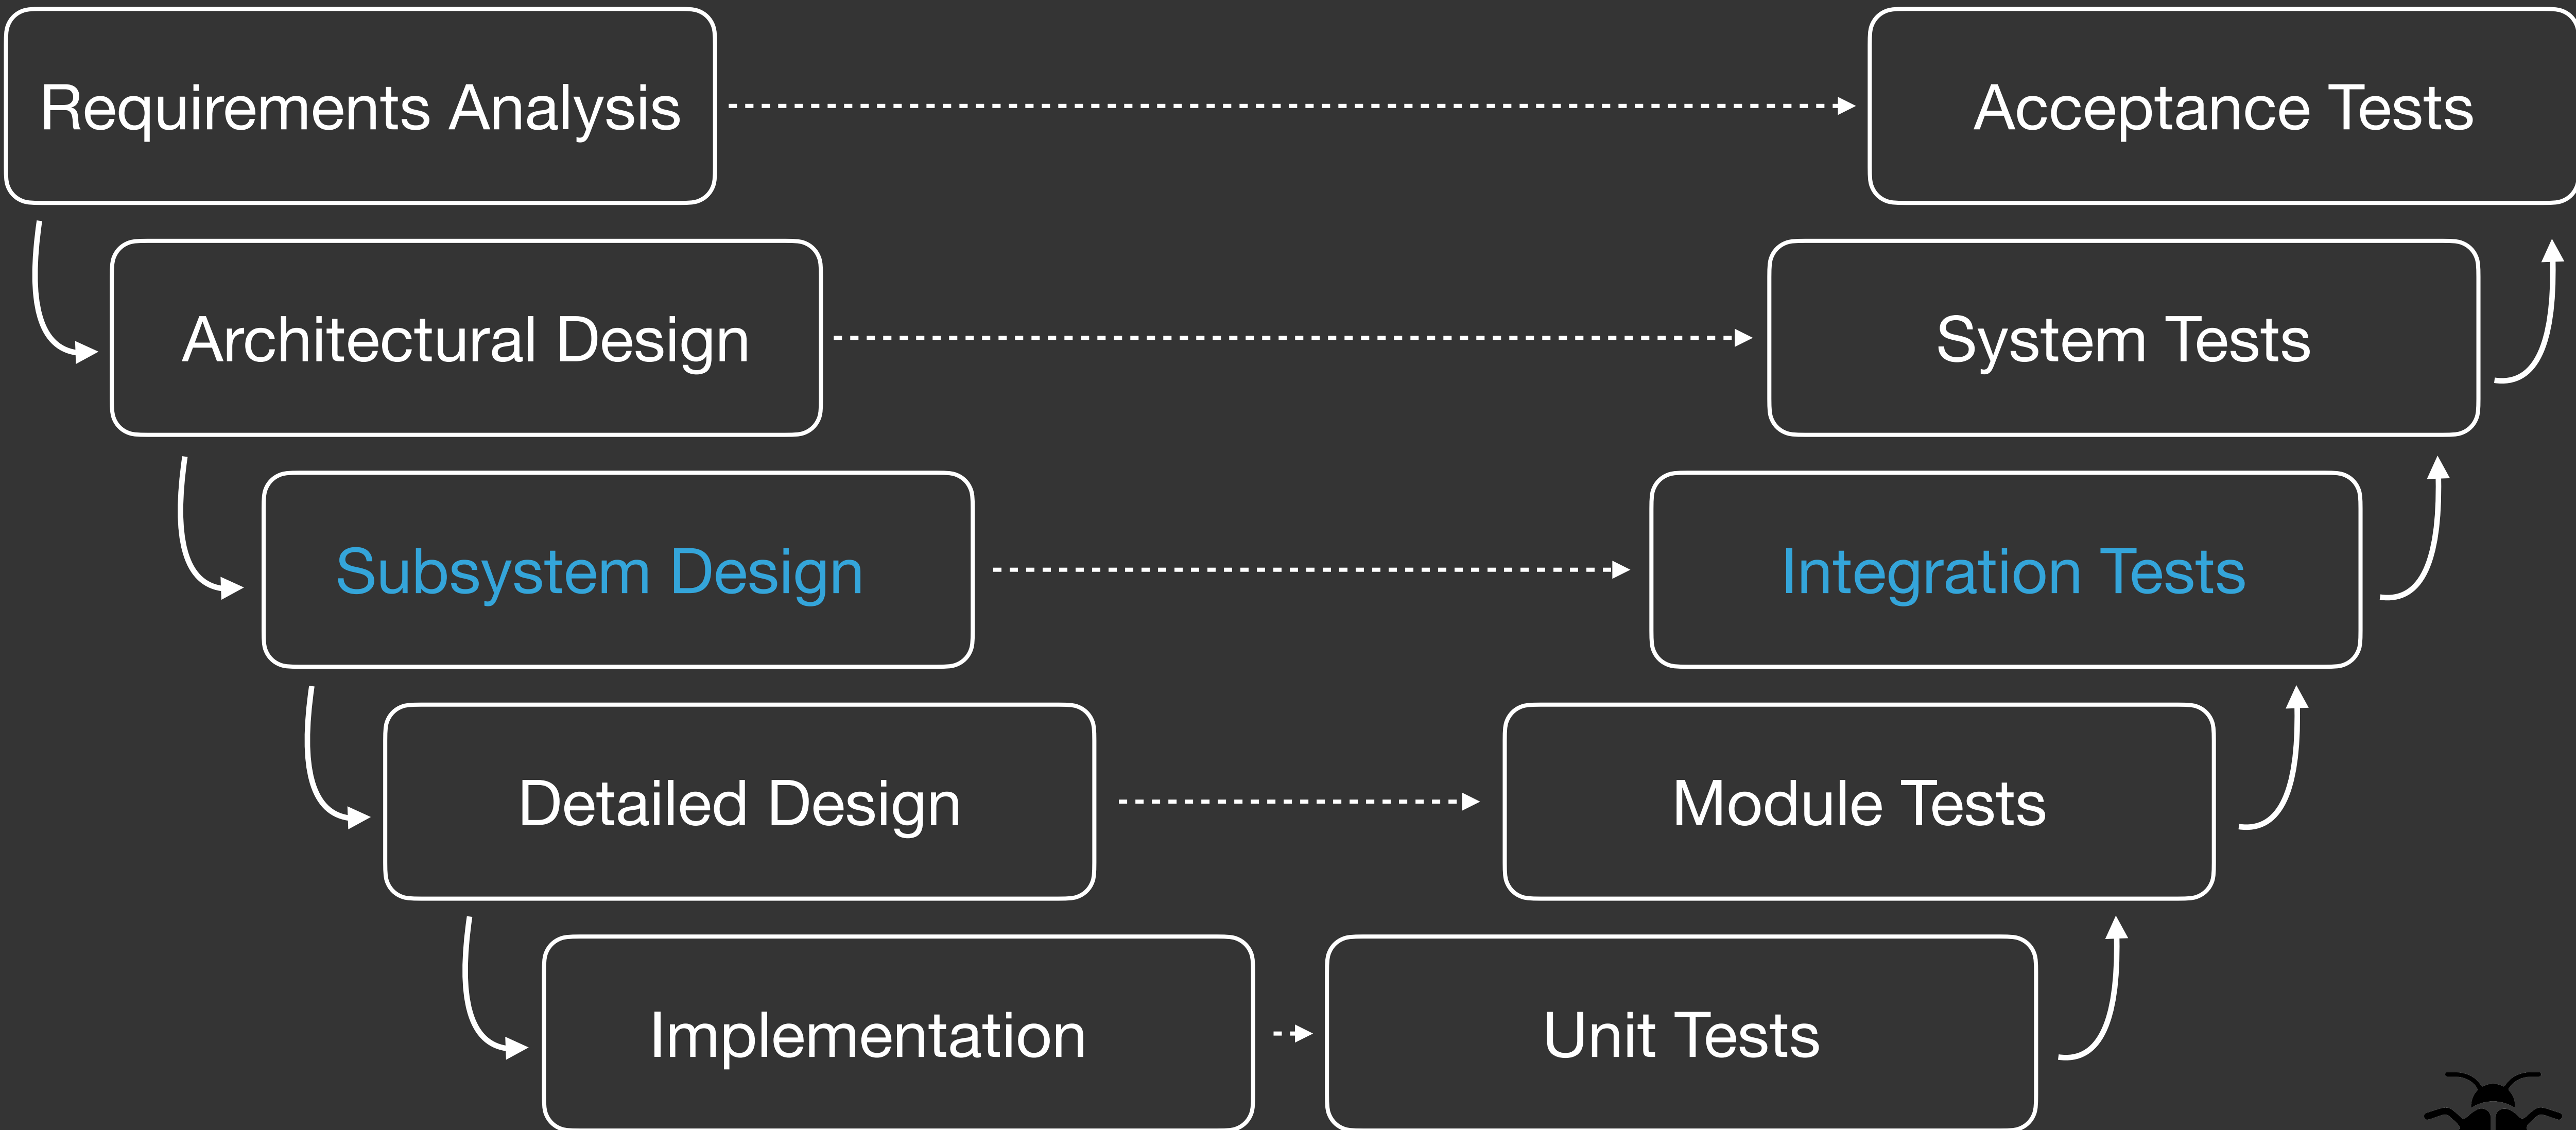 Requirements Analysis
Acceptance Tests
Architectural Design
System Tests
Subsystem Design
Integration Tests
Detailed Design
Module Tests
Implementation
Unit Tests